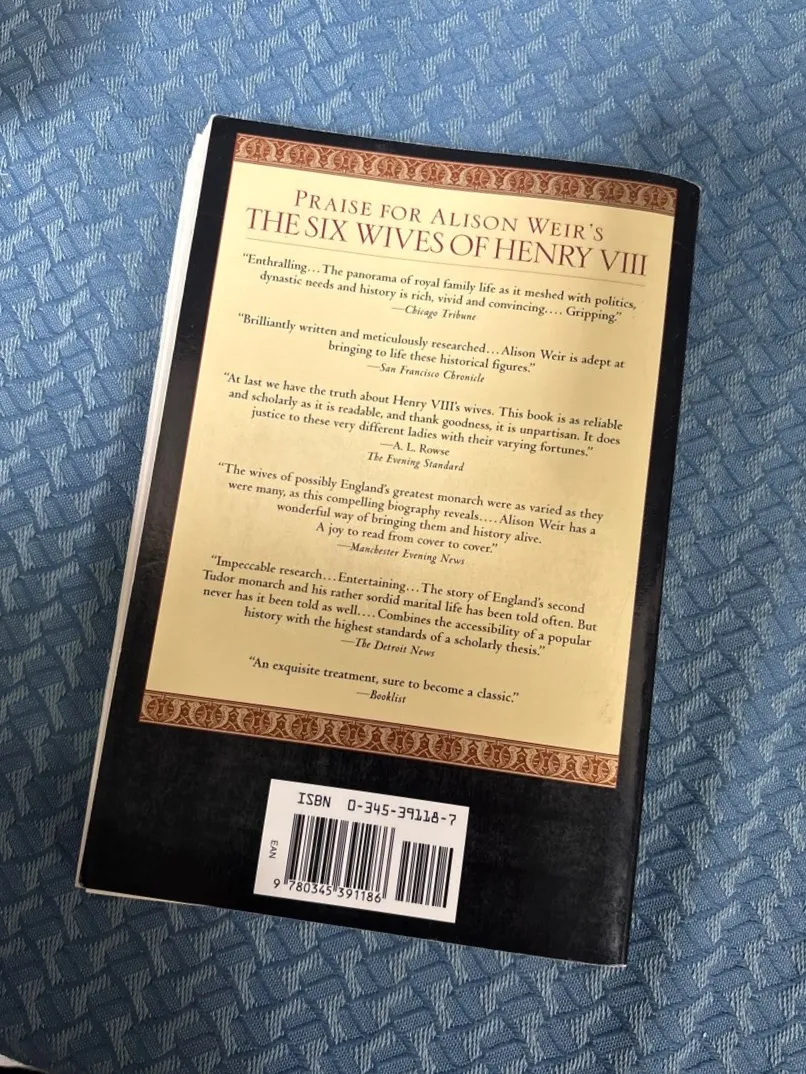 PRAISE FOR ALISON WEIR'S
THE SIX WIVES OF HENRY VIII
“Enthralling…The panorama of royal family life as it meshed with politics,
dynastic needs and history is rich, vivid and convincing.… Gripping.”
—Chicago Tribune
“Brilliantly written and meticulously researched…Alison Weir is adept at
bringing to life these historical figures.”
—San Francisco Chronicle
“At last we have the truth about Henry VIII's wives. This book is as reliable
and scholarly as it is readable, and thank goodness, it is unpartisan. It does
justice to these very different ladies with their varying fortunes.”
—A. L. Rowse
The Evening Standard
“The wives of possibly England's greatest monarch were as varied as they
were many, as this compelling biography reveals.…Alison Weir has a
wonderful way of bringing them and history alive.
A joy to read from cover to cover.”
—Manchester Evening News
“Impeccable research…Entertaining…The story of England's second
Tudor monarch and his rather sordid marital life has been told often. But
never has it been told as well.…Combines the accessibility of a popular
history with the highest standards of a scholarly thesis.”
—The Detroit News
“An exquisite treatment, sure to become a classic.”
—Booklist
ISBN 0-345-39118-7
EAN
9 780345 391186